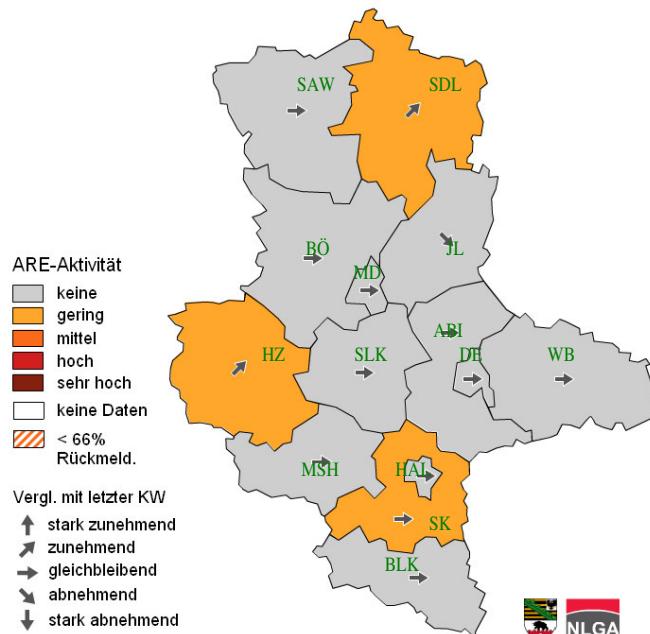 SAW
SDL
BÖ
MD
JL
ARE-Aktivität
keine
gering
mittel
hoch
sehr hoch
keine Daten
< 66%
Rückmeld.
HZ
SLK
ABI
DE
WB
MSH
HAL
SK
BLK
Vergl. mit letzter KW
stark zunehmend
zunehmend
gleichbleibend
abnehmend
stark abnehmend
NLGA